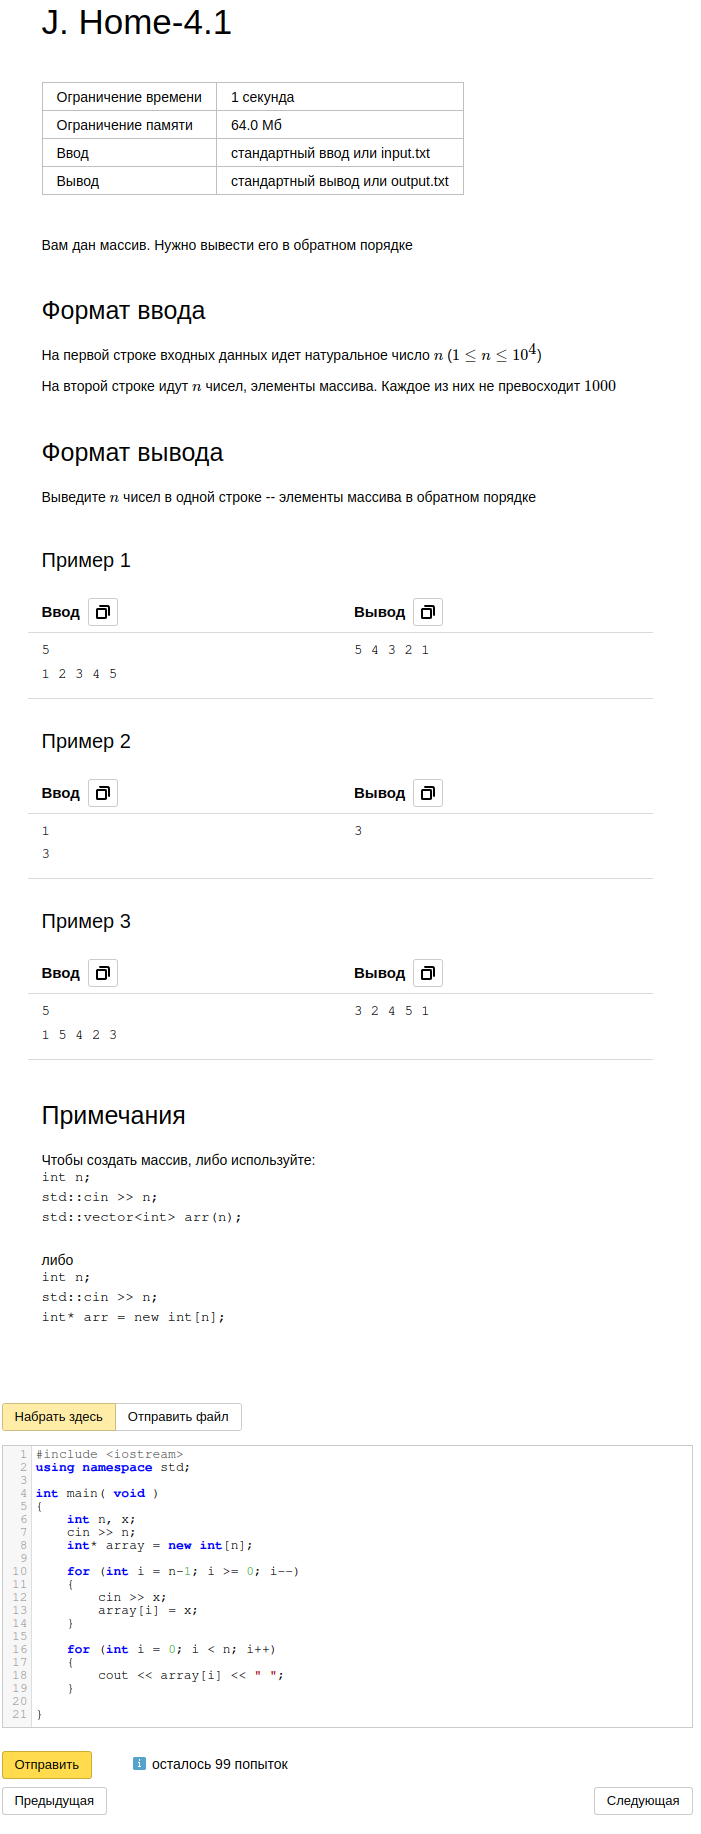 J. Home-4.1
Ограничение времени 1 секунда
Ограничение памяти 64.0 Мб
Ввод стандартный ввод или input.txt
Вывод стандартный вывод или output.txt
Вам дан массив. Нужно вывести его в обратном порядке
Формат ввода
На первой строке входных данных идет натуральное число n (1 ≤ n ≤ 10⁴)
На второй строке идут n чисел, элементы массива. Каждое из них не превосходит 1000
Формат вывода
Выведите n чисел в одной строке -- элементы массива в обратном порядке
Пример 1
Ввод Вывод
5 5 4 3 2 1
1 2 3 4 5
Пример 2
Ввод Вывод
1 3
3
Пример 3
Ввод Вывод
5 3 2 4 5 1
1 5 4 2 3
Примечания
Чтобы создать массив, либо используйте:
int n;
std::cin >> n;
std::vector<int> arr(n);
либо
int n;
std::cin >> n;
int* arr = new int[n];
Набрать здесь Отправить файл
1 #include <iostream>
2 using namespace std;
3
4 int main( void )
5 {
6     int n, x;
7     cin >> n;
8     int* array = new int[n];
9
10     for (int i = n-1; i >= 0; i--)
11     {
12         cin >> x;
13         array[i] = x;
14     }
15
16     for (int i = 0; i < n; i++)
17     {
18         cout << array[i] << " ";
19     }
20
21 }
Отправить i осталось 99 попыток
Предыдущая Следующая